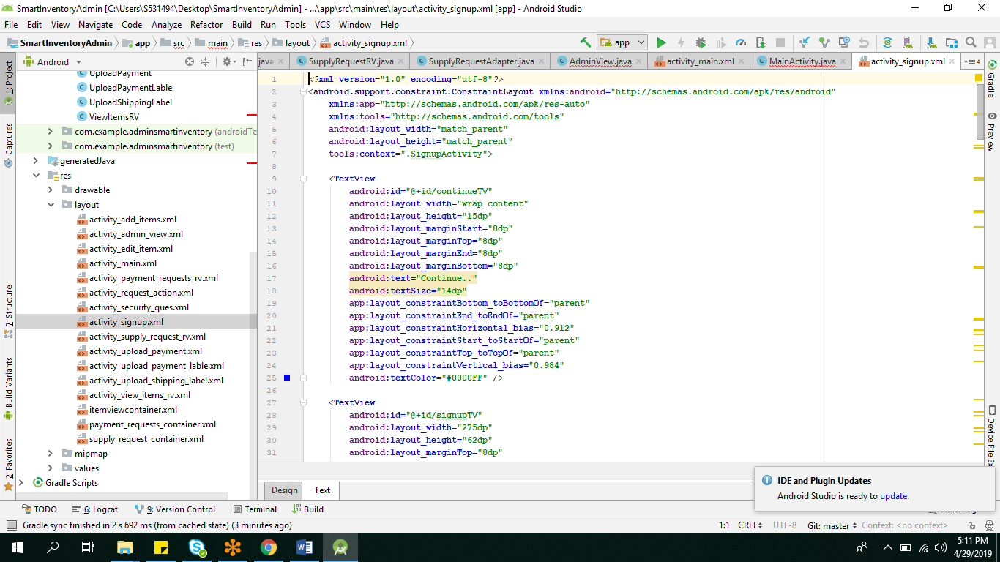 SmartInventoryAdmin [C:\Users\S531494\Desktop\SmartInventoryAdmin] - ...\app\src\main\res\layout\activity_signup.xml [app] - Android Studio
File Edit View Navigate Code Analyze Refactor Build Run Tools VCS Window Help
SmartInventoryAdmin app src main res layout activity_signup.xml
app
Android
java SupplyRequestRV.java SupplyRequestAdapter.java AdminView.java activity_main.xml MainActivity.java activity_signup.xml 4
1: Project
Captures
Z: Structure
Build Variants
2: Favorites
UploadPayment
UploadPaymentLable
UploadShippingLabel
ViewItemsRV
com.example.adminsmartinventory (androidTe
com.example.adminsmartinventory (test)
generatedJava
res
drawable
layout
activity_add_items.xml
activity_admin_view.xml
activity_edit_item.xml
activity_main.xml
activity_payment_requests_rv.xml
activity_request_action.xml
activity_security_ques.xml
activity_signup.xml
activity_supply_request_rv.xml
activity_upload_payment.xml
activity_upload_payment_lable.xml
activity_upload_shipping_label.xml
activity_view_items_rv.xml
itemviewcontainer.xml
payment_requests_container.xml
supply_request_container.xml
mipmap
values
Gradle Scripts
1 <?xml version="1.0" encoding="utf-8"?>
2 <android.support.constraint.ConstraintLayout xmlns:android="http://schemas.android.com/apk/res/android"
3 xmlns:app="http://schemas.android.com/apk/res-auto"
4 xmlns:tools="http://schemas.android.com/tools"
5 android:layout_width="match_parent"
6 android:layout_height="match_parent"
7 tools:context=".SignupActivity">
8
9 <TextView
10 android:id="@+id/continueTV"
11 android:layout_width="wrap_content"
12 android:layout_height="15dp"
13 android:layout_marginStart="8dp"
14 android:layout_marginTop="8dp"
15 android:layout_marginEnd="8dp"
16 android:layout_marginBottom="8dp"
17 android:text="Continue.."
18 android:textSize="14dp"
19 app:layout_constraintBottom_toBottomOf="parent"
20 app:layout_constraintEnd_toEndOf="parent"
21 app:layout_constraintHorizontal_bias="0.912"
22 app:layout_constraintStart_toStartOf="parent"
23 app:layout_constraintTop_toTopOf="parent"
24 app:layout_constraintVertical_bias="0.984"
25 android:textColor="#0000FF" />
26
27 <TextView
28 android:id="@+id/signupTV"
29 android:layout_width="275dp"
30 android:layout_height="62dp"
31 android:layout_marginTop="8dp"
Gradle
Preview
Device File Ex
Design Text
IDE and Plugin Updates
Android Studio is ready to update.
TODO 6: Logcat 9: Version Control Terminal Build
Gradle sync finished in 2 s 692 ms (from cached state) (3 minutes ago) 1:1 CRLF UTF-8 Git: master Context: <no context>
5:11 PM
4/29/2019